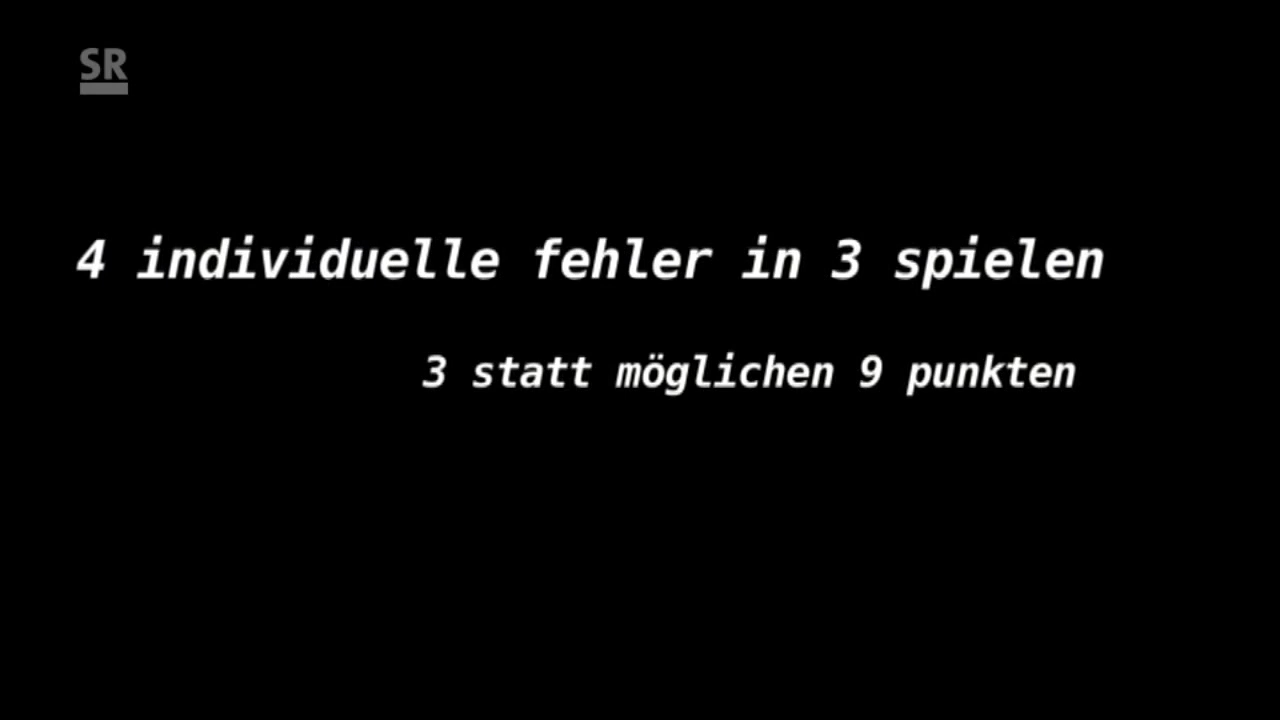 SR
4 individuelle fehler in 3 spielen
3 statt möglichen 9 punkten